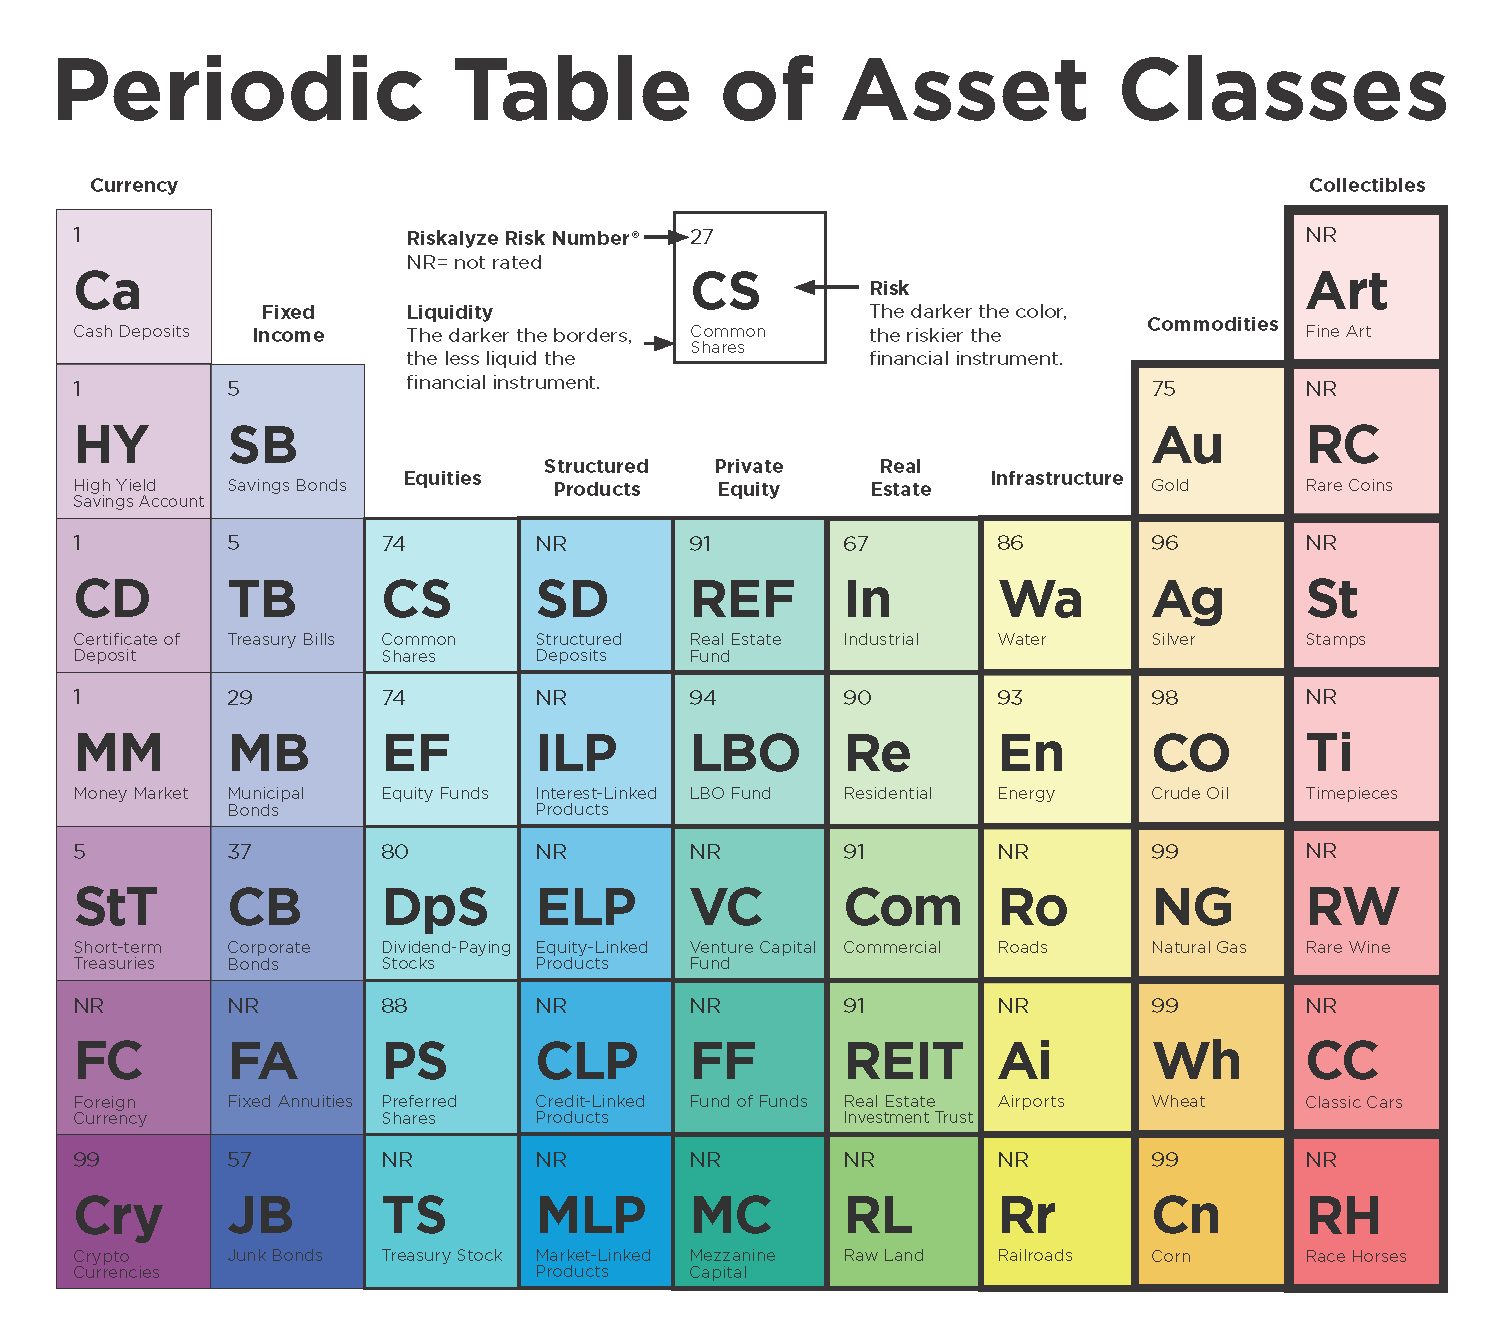 Periodic Table of Asset Classes
Currency
Collectibles
1
Ca
Cash Deposits
Riskalyze Risk Number®
NR= not rated
Liquidity
The darker the borders,
the less liquid the
financial instrument.
27
CS
Common
Shares
Risk
The darker the color,
the riskier the
financial instrument.
NR
Art
Fine Art
Fixed
Income
Commodities
1
HY
High Yield
Savings Account
5
SB
Savings Bonds
75
Au
Gold
NR
RC
Rare Coins
Equities
Structured
Products
Private
Equity
Real
Estate
Infrastructure
1
CD
Certificate of
Deposit
5
TB
Treasury Bills
74
CS
Common
Shares
NR
SD
Structured
Deposits
91
REF
Real Estate
Fund
67
In
Industrial
86
Wa
Water
96
Ag
Silver
NR
St
Stamps
1
MM
Money Market
29
MB
Municipal
Bonds
74
EF
Equity Funds
NR
ILP
Interest-Linked
Products
94
LBO
LBO Fund
90
Re
Residential
93
En
Energy
98
CO
Crude Oil
NR
Ti
Timepieces
5
StT
Short-term
Treasuries
37
CB
Corporate
Bonds
80
DpS
Dividend-Paying
Stocks
NR
ELP
Equity-Linked
Products
NR
VC
Venture Capital
Fund
91
Com
Commercial
NR
Ro
Roads
99
NG
Natural Gas
NR
RW
Rare Wine
NR
FC
Foreign
Currency
NR
FA
Fixed Annuities
88
PS
Preferred
Shares
NR
CLP
Credit-Linked
Products
NR
FF
Fund of Funds
91
REIT
Real Estate
Investment Trust
NR
Ai
Airports
99
Wh
Wheat
NR
CC
Classic Cars
99
Cry
Crypto
Currencies
57
JB
Junk Bonds
NR
TS
Treasury Stock
NR
MLP
Market-Linked
Products
NR
MC
Mezzanine
Capital
NR
RL
Raw Land
NR
Rr
Railroads
99
Cn
Corn
NR
RH
Race Horses